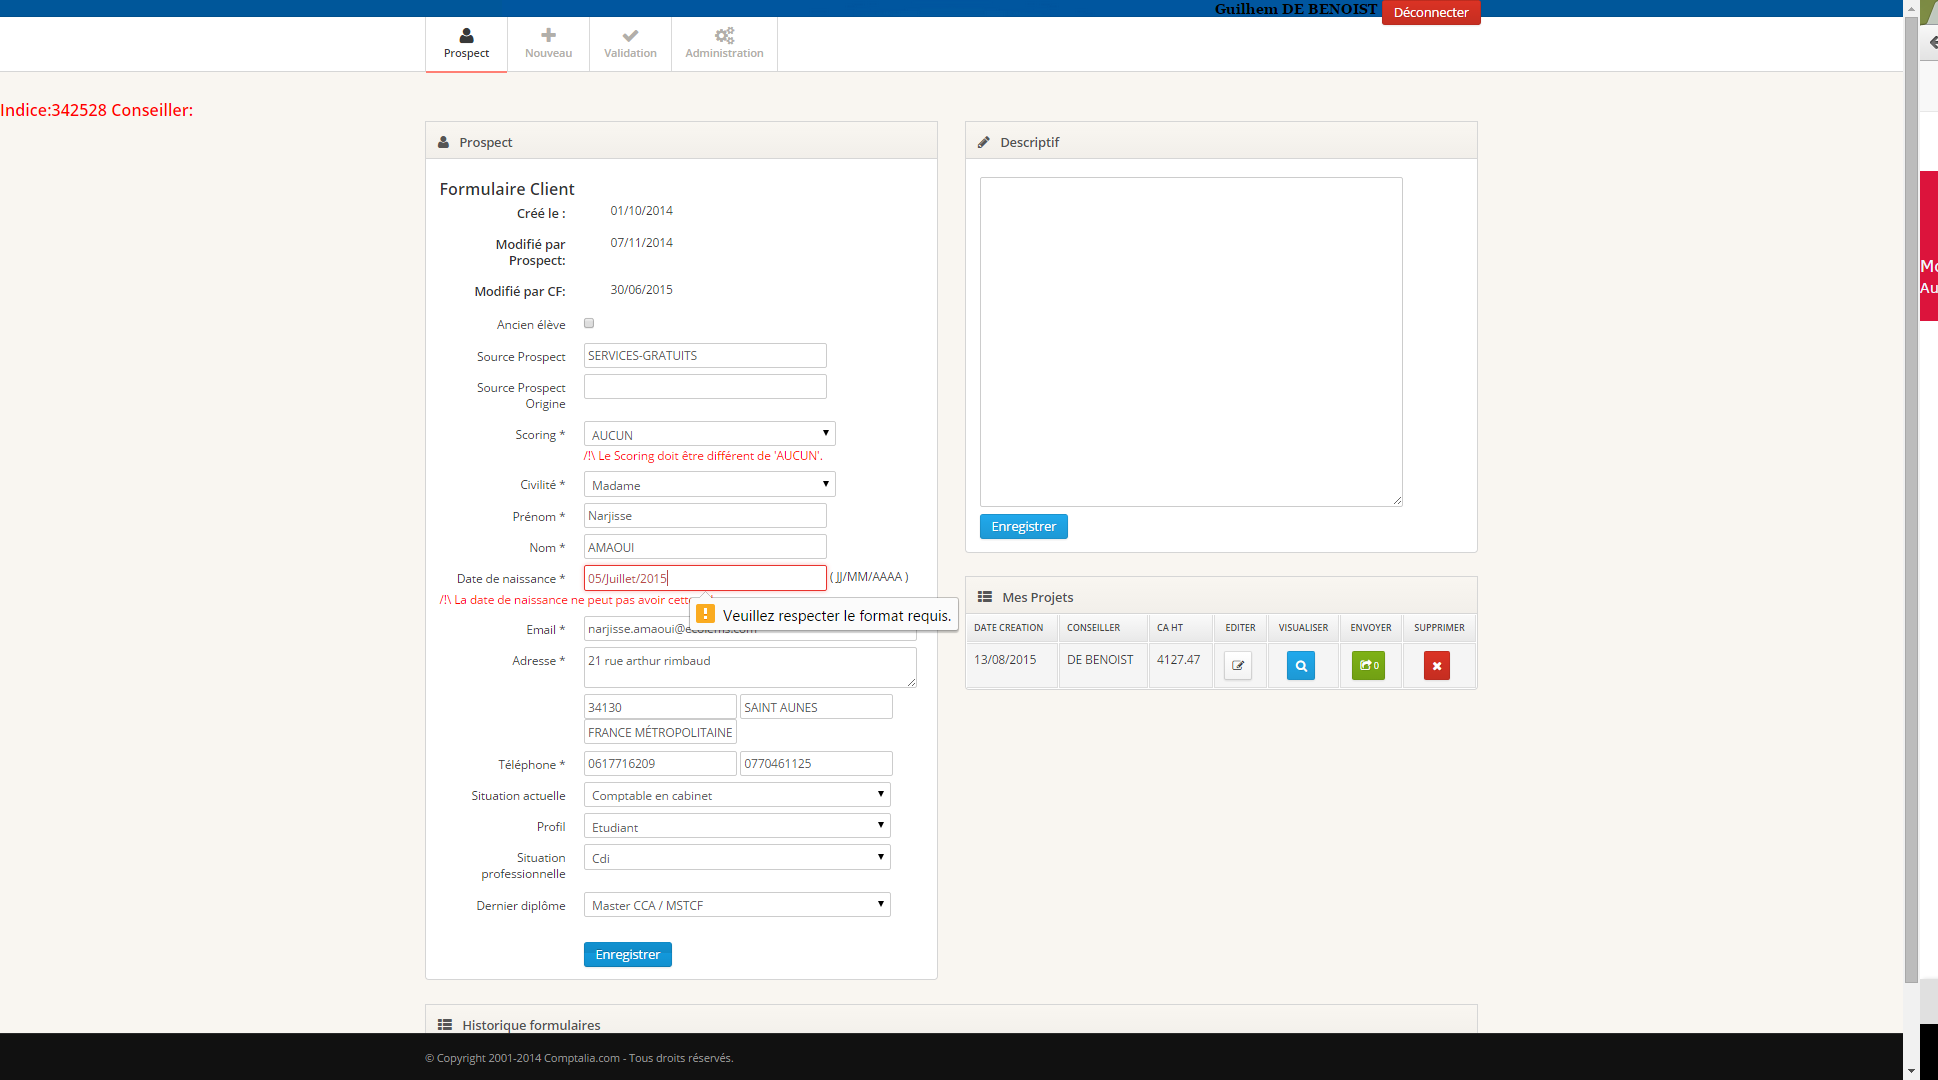 Guilhem DE BENOIST Déconnecter
Prospect Nouveau Validation Administration
Indice:342528 Conseiller:
Prospect
Formulaire Client
Créé le : 01/10/2014
Modifié par Prospect: 07/11/2014
Modifié par CF: 30/06/2015
Ancien élève
Source Prospect SERVICES-GRATUITS
Source Prospect Origine
Scoring * AUCUN
/!\ Le Scoring doit être différent de 'AUCUN'.
Civilité * Madame
Prénom * Narjisse
Nom * AMAOUI
Date de naissance * 05/Juillet/2015 ( JJ/MM/AAAA )
/!\ La date de naissance ne peut pas avoir cette
Veuillez respecter le format requis.
Email * narjisse.amaoui@ecolems.com
Adresse * 21 rue arthur rimbaud
34130 SAINT AUNES
FRANCE MÉTROPOLITAINE
Téléphone * 0617716209 0770461125
Situation actuelle Comptable en cabinet
Profil Etudiant
Situation professionnelle Cdi
Dernier diplôme Master CCA / MSTCF
Enregistrer
Descriptif
Enregistrer
Mes Projets
DATE CREATION CONSEILLER CA HT EDITER VISUALISER ENVOYER SUPPRIMER
13/08/2015 DE BENOIST 4127.47 0
Historique formulaires
© Copyright 2001-2014 Comptalia.com - Tous droits réservés.
Mo
Au